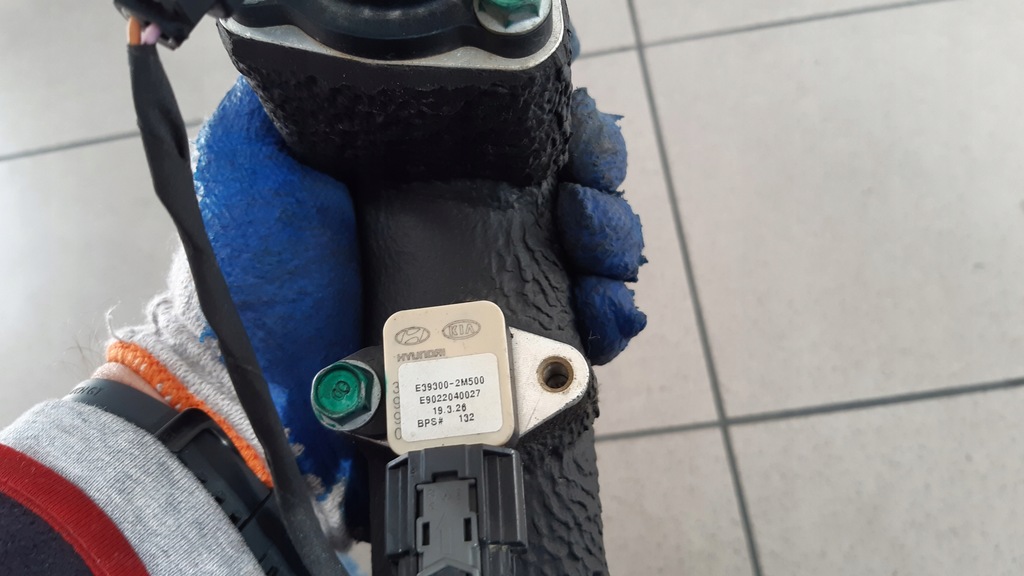 KIA
HYUNDAI
E39300-2M500
E9022040027
19.3.26
BPS# 132